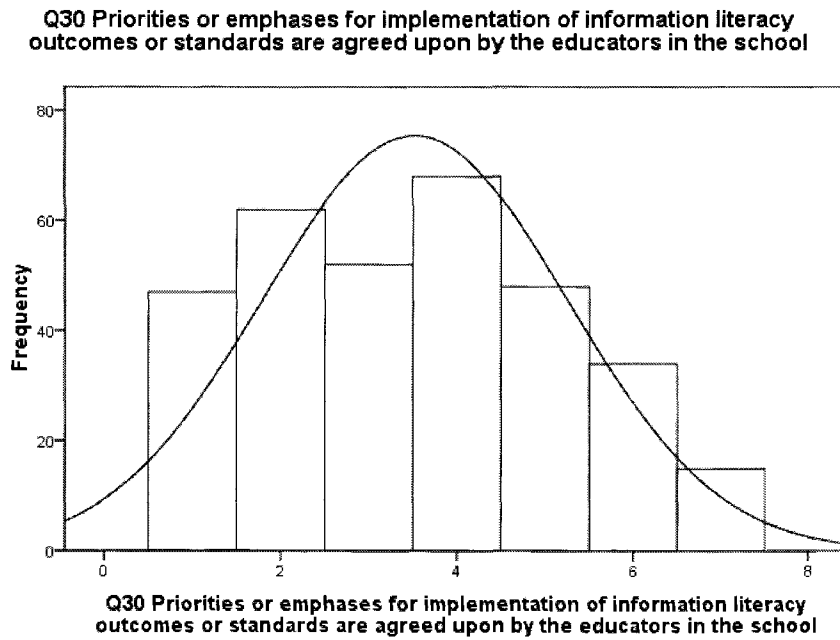 Q30 Priorities or emphases for implementation of information literacy
outcomes or standards are agreed upon by the educators in the school
80
60
40
20
0
Frequency
0 2 4 6 8
Q30 Priorities or emphases for implementation of information literacy
outcomes or standards are agreed upon by the educators in the school